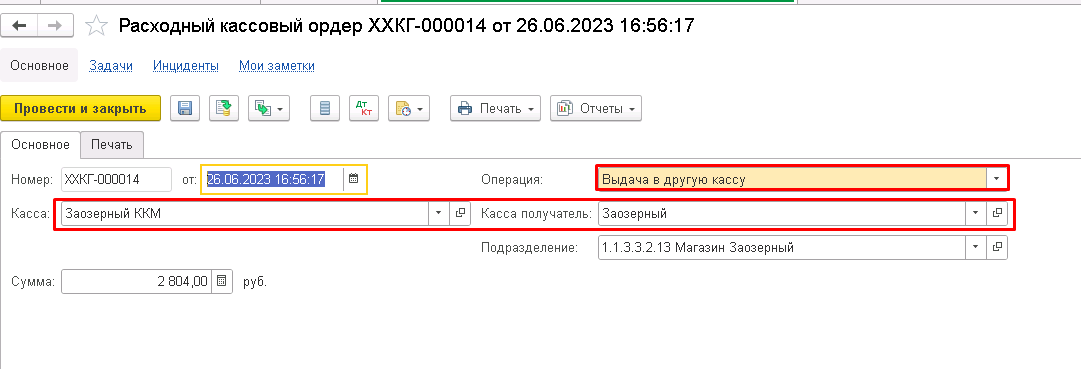 Расходный кассовый ордер ХХКГ-000014 от 26.06.2023 16:56:17
Основное Задачи Инциденты Мои заметки
Провести и закрыть Дт Кт Печать Отчеты
Основное Печать
Номер: ХХКГ-000014 от: 26.06.2023 16:56:17 Операция: Выдача в другую кассу
Касса: Заозерный ККМ Касса получатель: Заозерный
Подразделение: 1.1.3.3.2.13 Магазин Заозерный
Сумма: 2 804,00 руб.